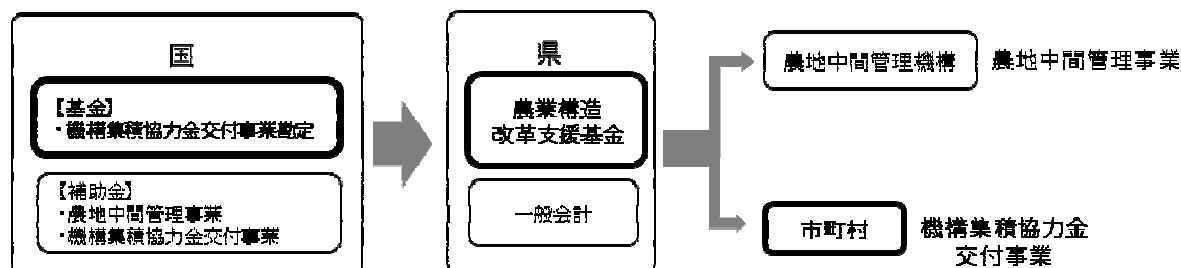 国
【基金】
・機構集積協力金交付事業勘定
【補助金】
・農地中間管理事業
・機構集積協力金交付事業
県
農業構造
改革支援基金
一般会計
農地中間管理機構
農地中間管理事業
市町村
機構集積協力金
交付事業